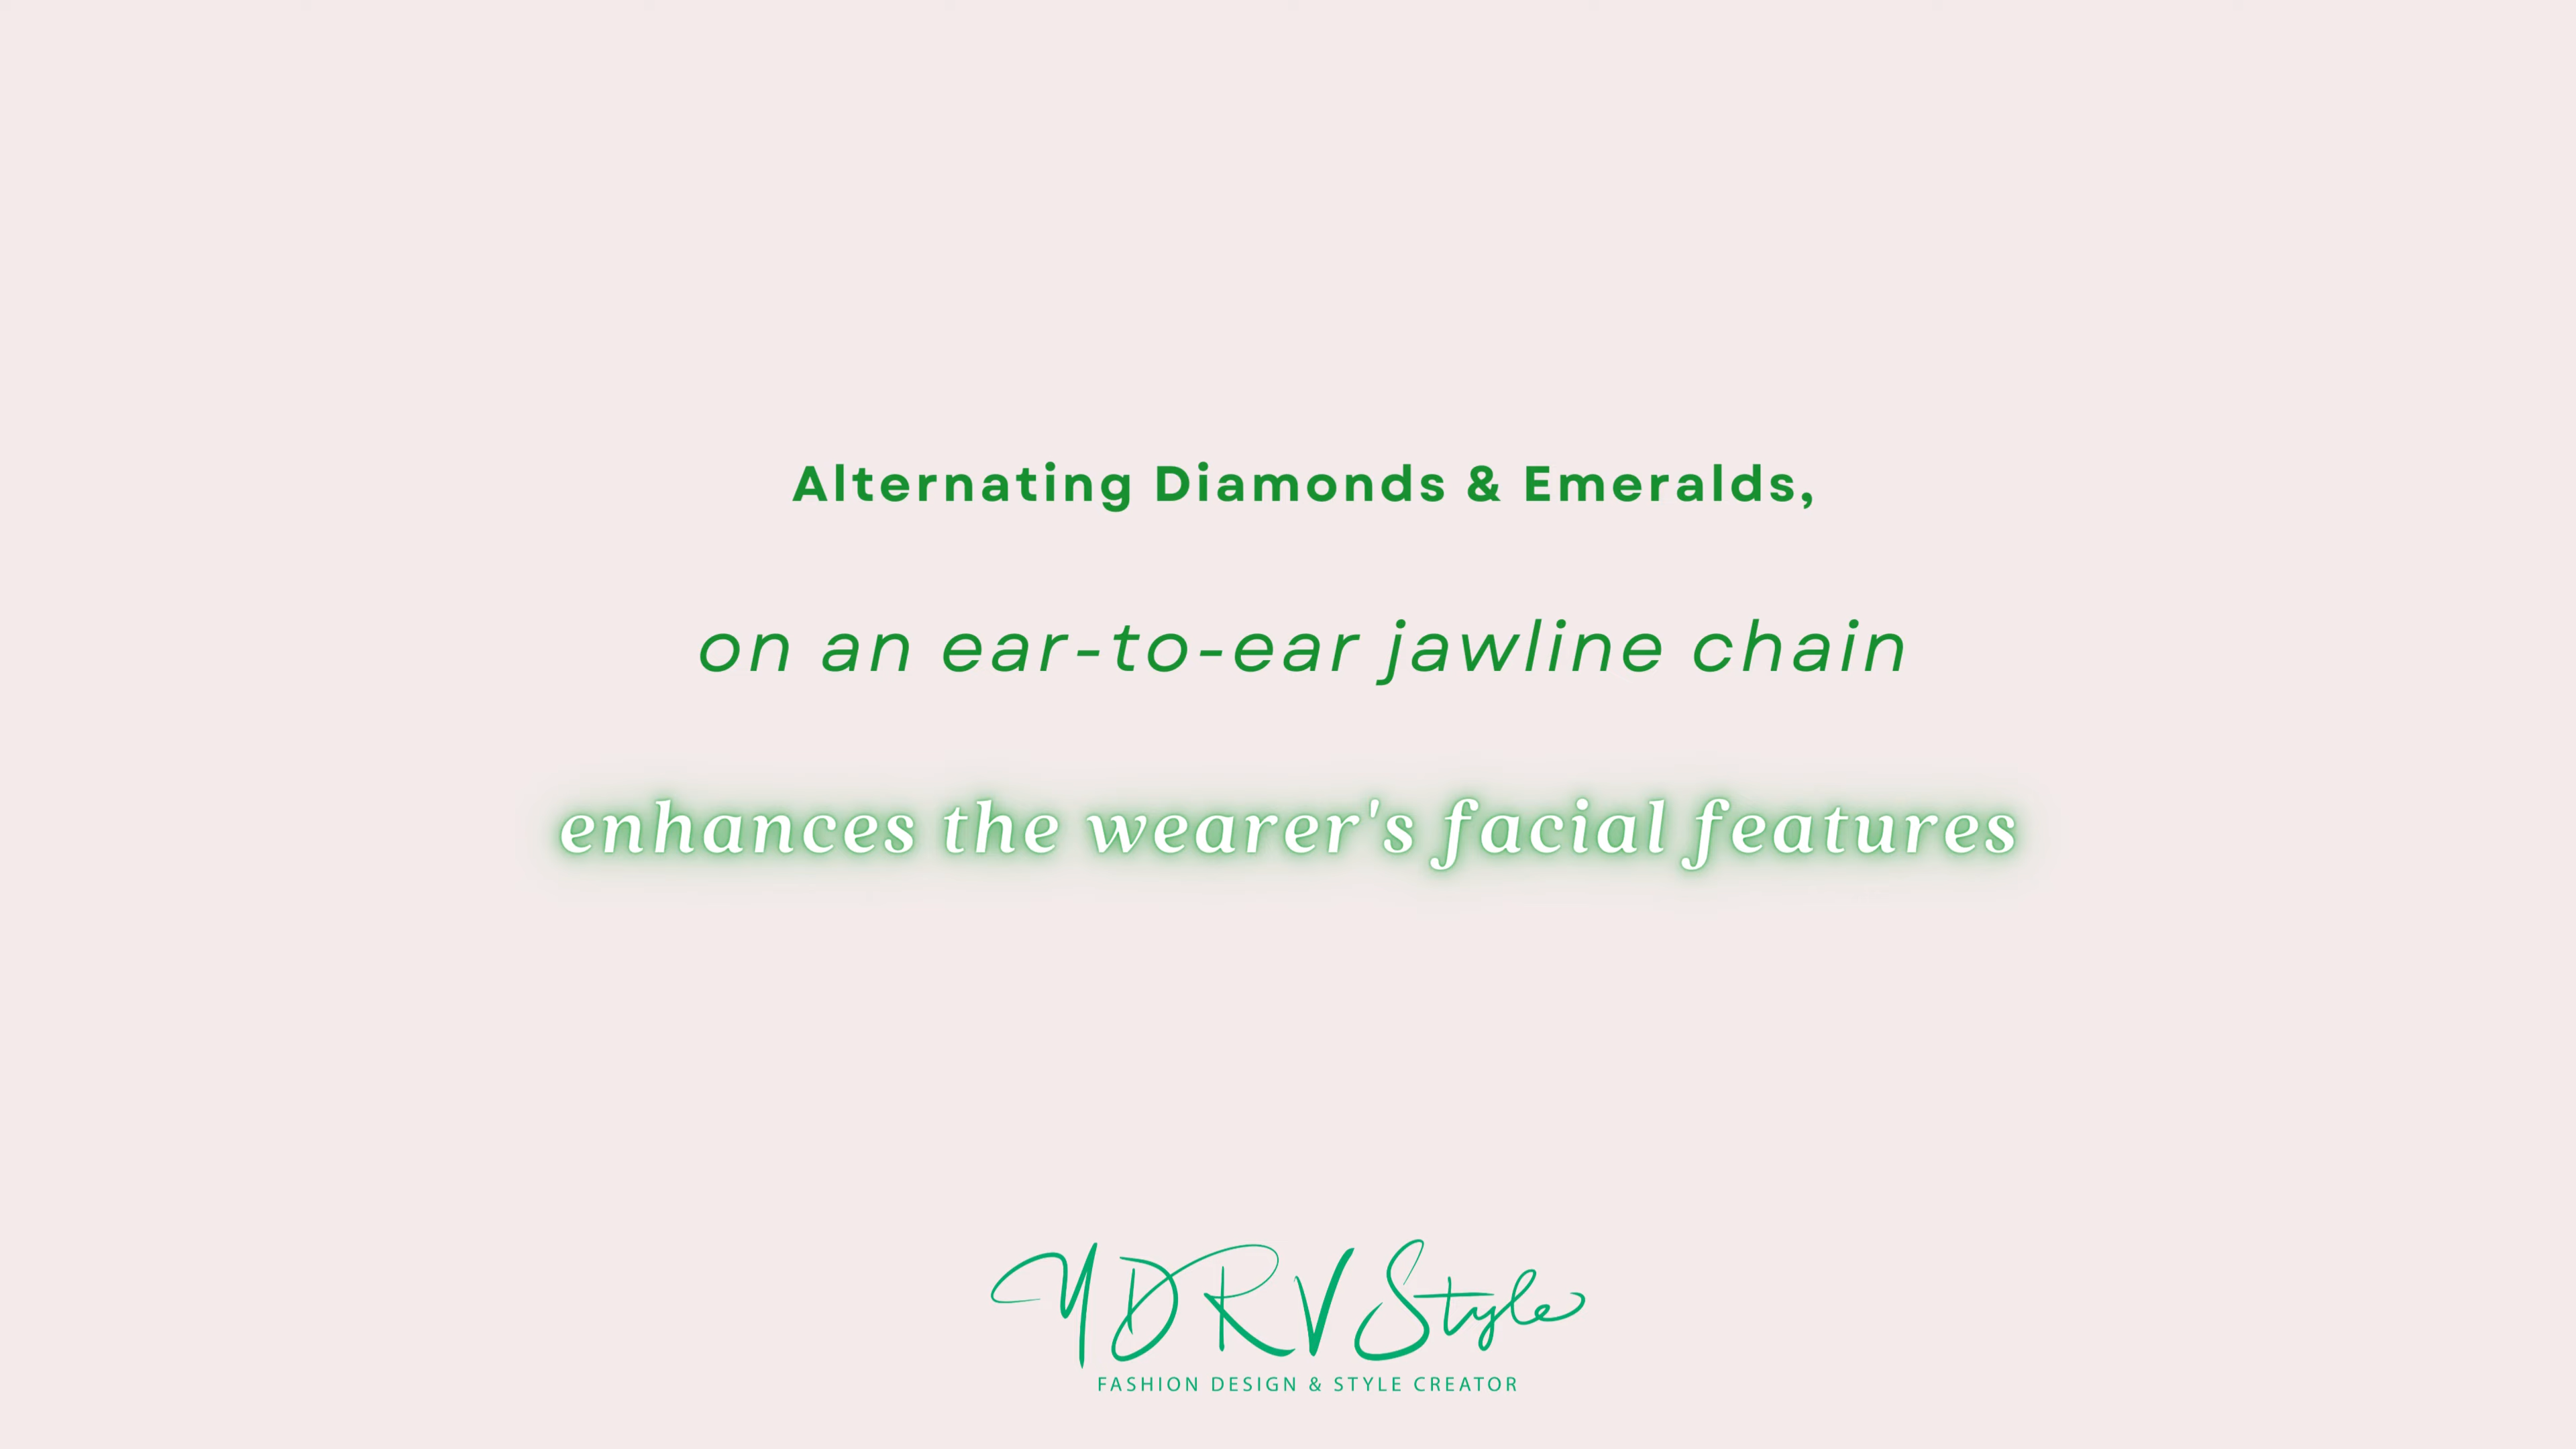 Alternating Diamonds & Emeralds,
on an ear-to-ear jawline chain
enhances the wearer's facial features
YDRV Style
FASHION DESIGN & STYLE CREATOR